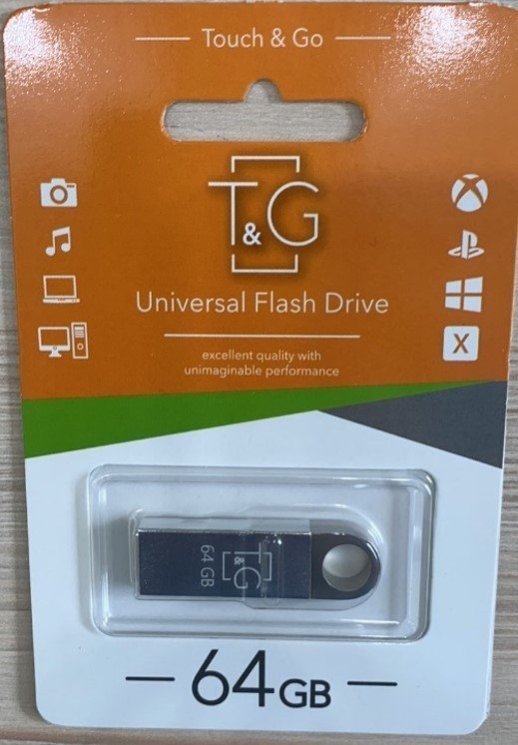 Touch & Go
T&G
Universal Flash Drive
excellent quality with
unimaginable performance
X
T&G
64 GB
64GB